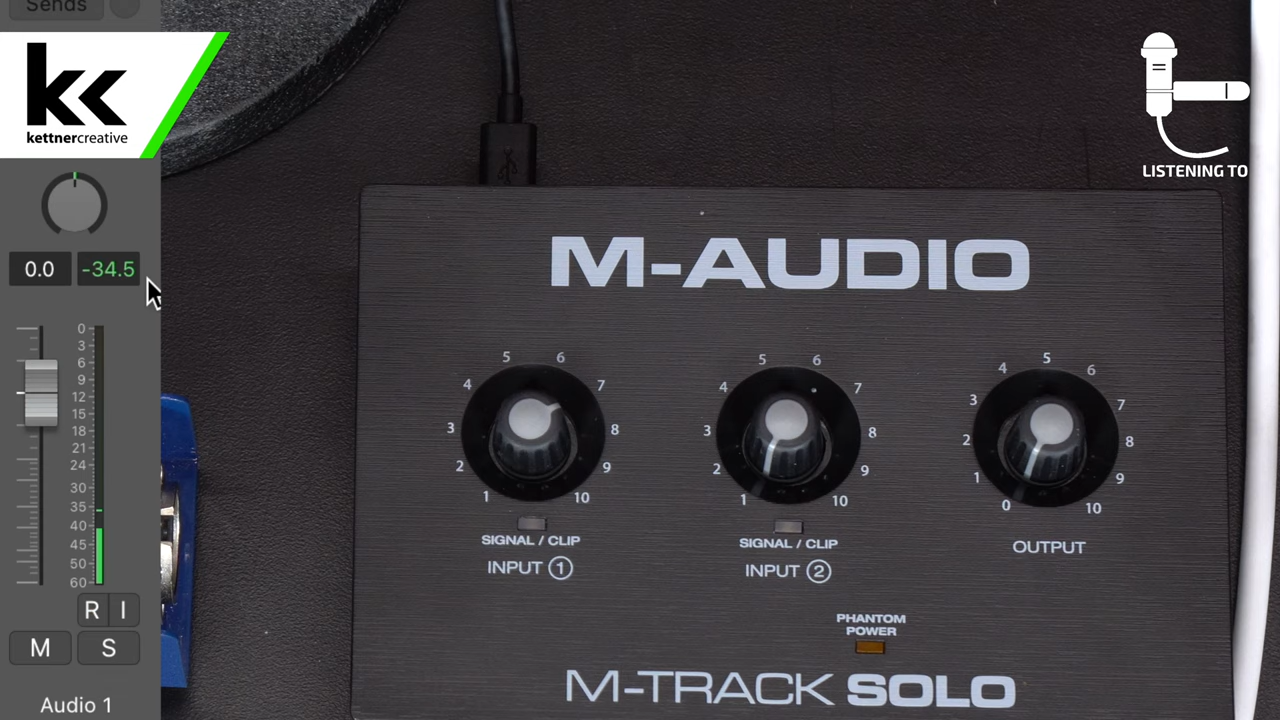 Sends
kk
kettnercreative
LISTENING TO
0.0 -34.5
0
3
6
9
12
15
18
21
24
30
35
40
45
50
60
R I
M S
Audio 1
M-AUDIO
1 2 3 4 5 6 7 8 9 10
SIGNAL / CLIP
INPUT 1
1 2 3 4 5 6 7 8 9 10
SIGNAL / CLIP
INPUT 2
0 1 2 3 4 5 6 7 8 9 10
OUTPUT
PHANTOM
POWER
M-TRACK SOLO